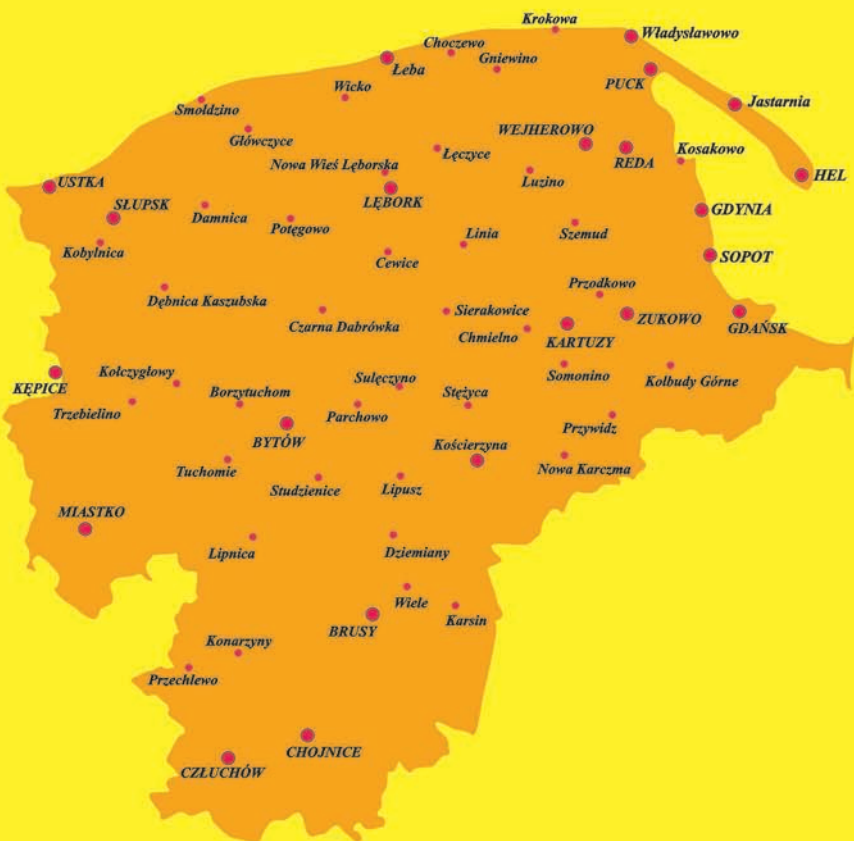 Krokowa
Władysławowo
Choczewo
Gniewino
Łeba
PUCK
Wicko
Jastarnia
Smołdzino
Główczyce
WEJHEROWO
Łęczyce
REDA
Kosakowo
Nowa Wieś Lęborska
Luzino
HEL
USTKA
LĘBORK
SŁUPSK
Damnica
Potęgowo
GDYNIA
Linia
Szemud
Kobylnica
Cewice
SOPOT
Przodkowo
Dębnica Kaszubska
Sierakowice
ZUKOWO
GDAŃSK
Czarna Dabrówka
Chmielno
KARTUZY
Kołczygłowy
Sulęczyno
Somonino
Kolbudy Górne
KĘPICE
Borzytuchom
Stężyca
Trzebielino
Parchowo
Przywidz
BYTÓW
Kościerzyna
Tuchomie
Nowa Karczma
Studzienice
Lipusz
MIASTKO
Lipnica
Dziemiany
Wiele
BRUSY
Karsin
Konarzyny
Przechlewo
CHOJNICE
CZŁUCHÓW